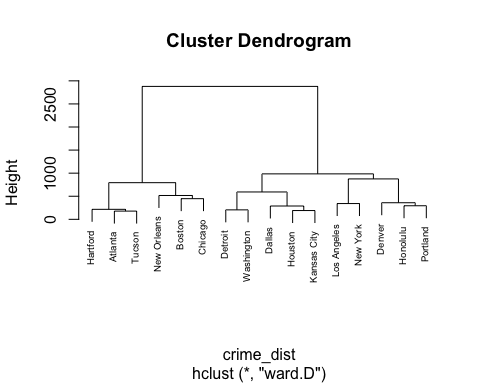 Cluster Dendrogram
Height
2500
1000
0
Hartford
Atlanta
Tucson
New Orleans
Boston
Chicago
Detroit
Washington
Dallas
Houston
Kansas City
Los Angeles
New York
Denver
Honolulu
Portland
crime_dist
hclust (*, "ward.D")